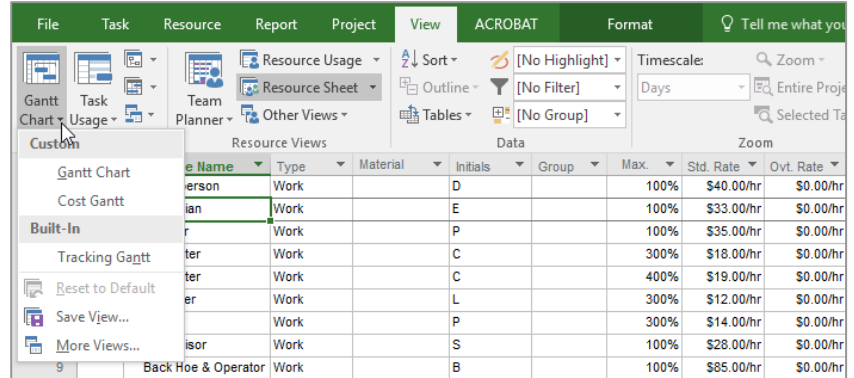 File Task Resource Report Project View ACROBAT Format Tell me what you
Resource Usage Sort [No Highlight] Timescale: Zoom
Gantt Chart Task Usage Team Planner Resource Sheet Outline [No Filter] Days Entire Proje
Other Views Tables [No Group] Selected Ta
Resource Views Data Zoom
Custom
Gantt Chart
Cost Gantt
Built-In
Tracking Gantt
Reset to Default
Save View...
More Views...
e Name Type Material Initials Group Max. Std. Rate Ovt. Rate
person Work D 100% $40.00/hr $0.00/hr
ian Work E 100% $33.00/hr $0.00/hr
r Work P 100% $35.00/hr $0.00/hr
ter Work C 300% $18.00/hr $0.00/hr
ter Work C 400% $19.00/hr $0.00/hr
er Work L 300% $12.00/hr $0.00/hr
Work P 300% $14.00/hr $0.00/hr
isor Work S 100% $28.00/hr $0.00/hr
9 Back Hoe & Operator Work B 100% $85.00/hr $0.00/hr